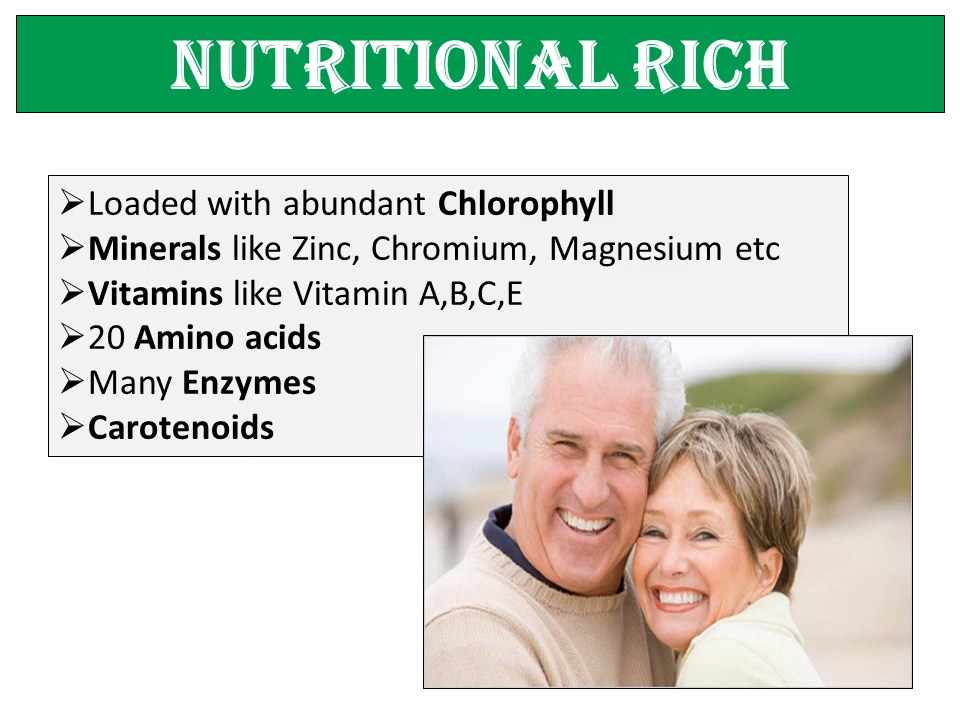 NUTRITIONAL RICH
➢Loaded with abundant Chlorophyll
➢Minerals like Zinc, Chromium, Magnesium etc
➢Vitamins like Vitamin A,B,C,E
➢20 Amino acids
➢Many Enzymes
➢Carotenoids